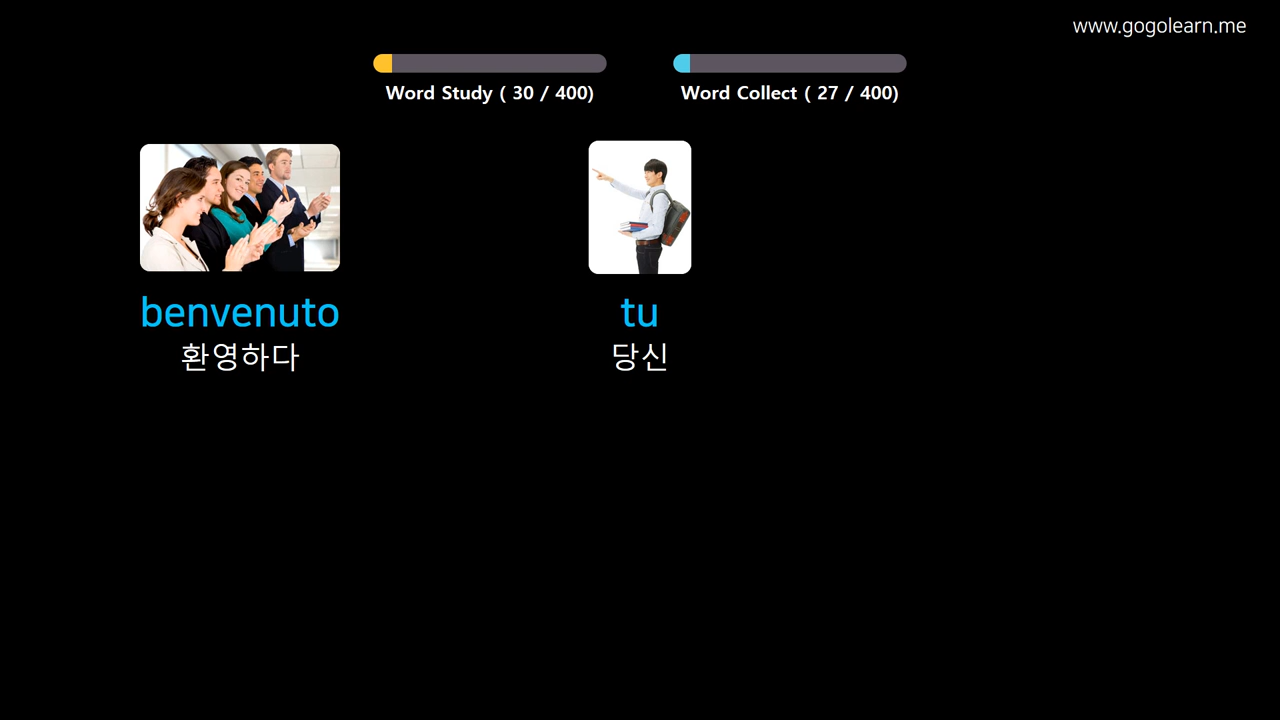 www.gogolearn.me
Word Study ( 30 / 400)
Word Collect ( 27 / 400)
benvenuto
환영하다
tu
당신